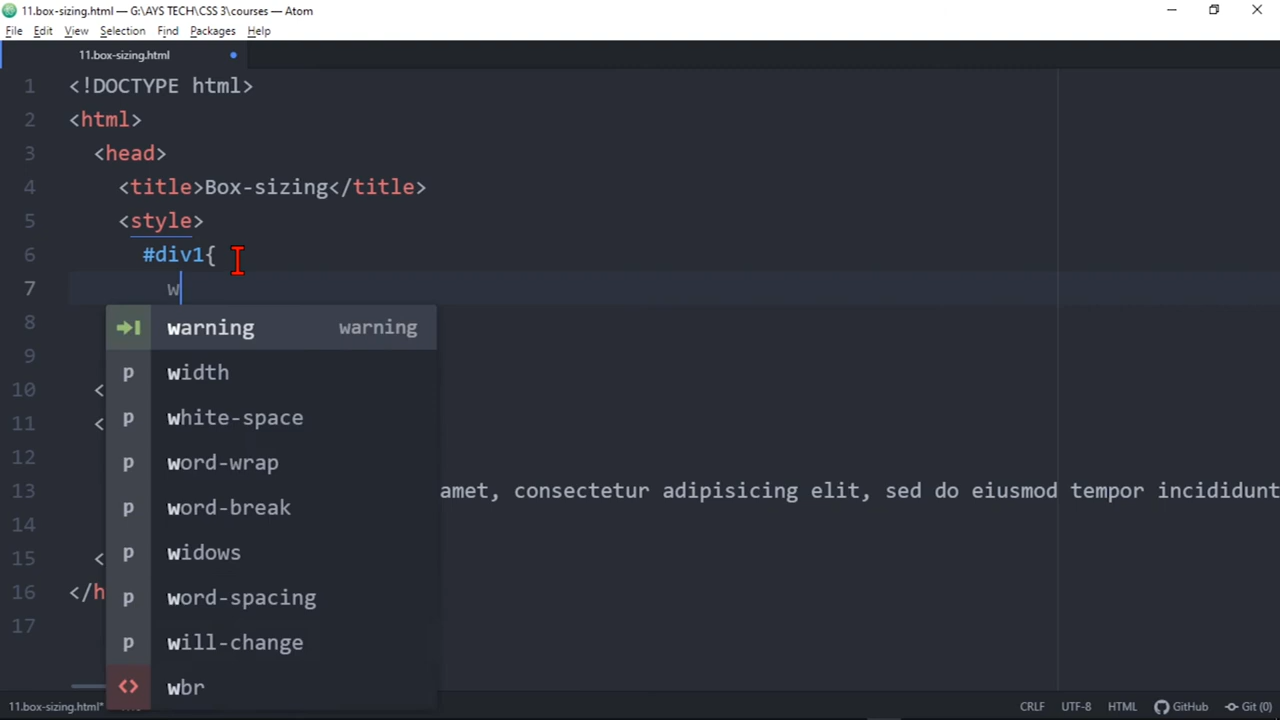 11.box-sizing.html — G:\AYS TECH\CSS 3\courses — Atom
File Edit View Selection Find Packages Help
11.box-sizing.html
1 <!DOCTYPE html>
2 <html>
3 <head>
4 <title>Box-sizing</title>
5 <style>
6 #div1{
7 w
8 warning warning
9 width
10 < white-space
11 < word-wrap
12 word-break
13 amet, consectetur adipisicing elit, sed do eiusmod tempor incididunt
14 widows
15 < word-spacing
16 </h will-change
17 wbr
11.box-sizing.html* CRLF UTF-8 HTML GitHub Git (0)